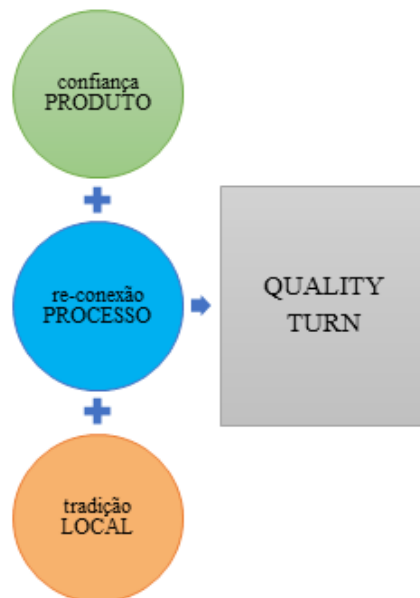 confiança
PRODUTO
re-conexão
PROCESSO
QUALITY
TURN
tradição
LOCAL